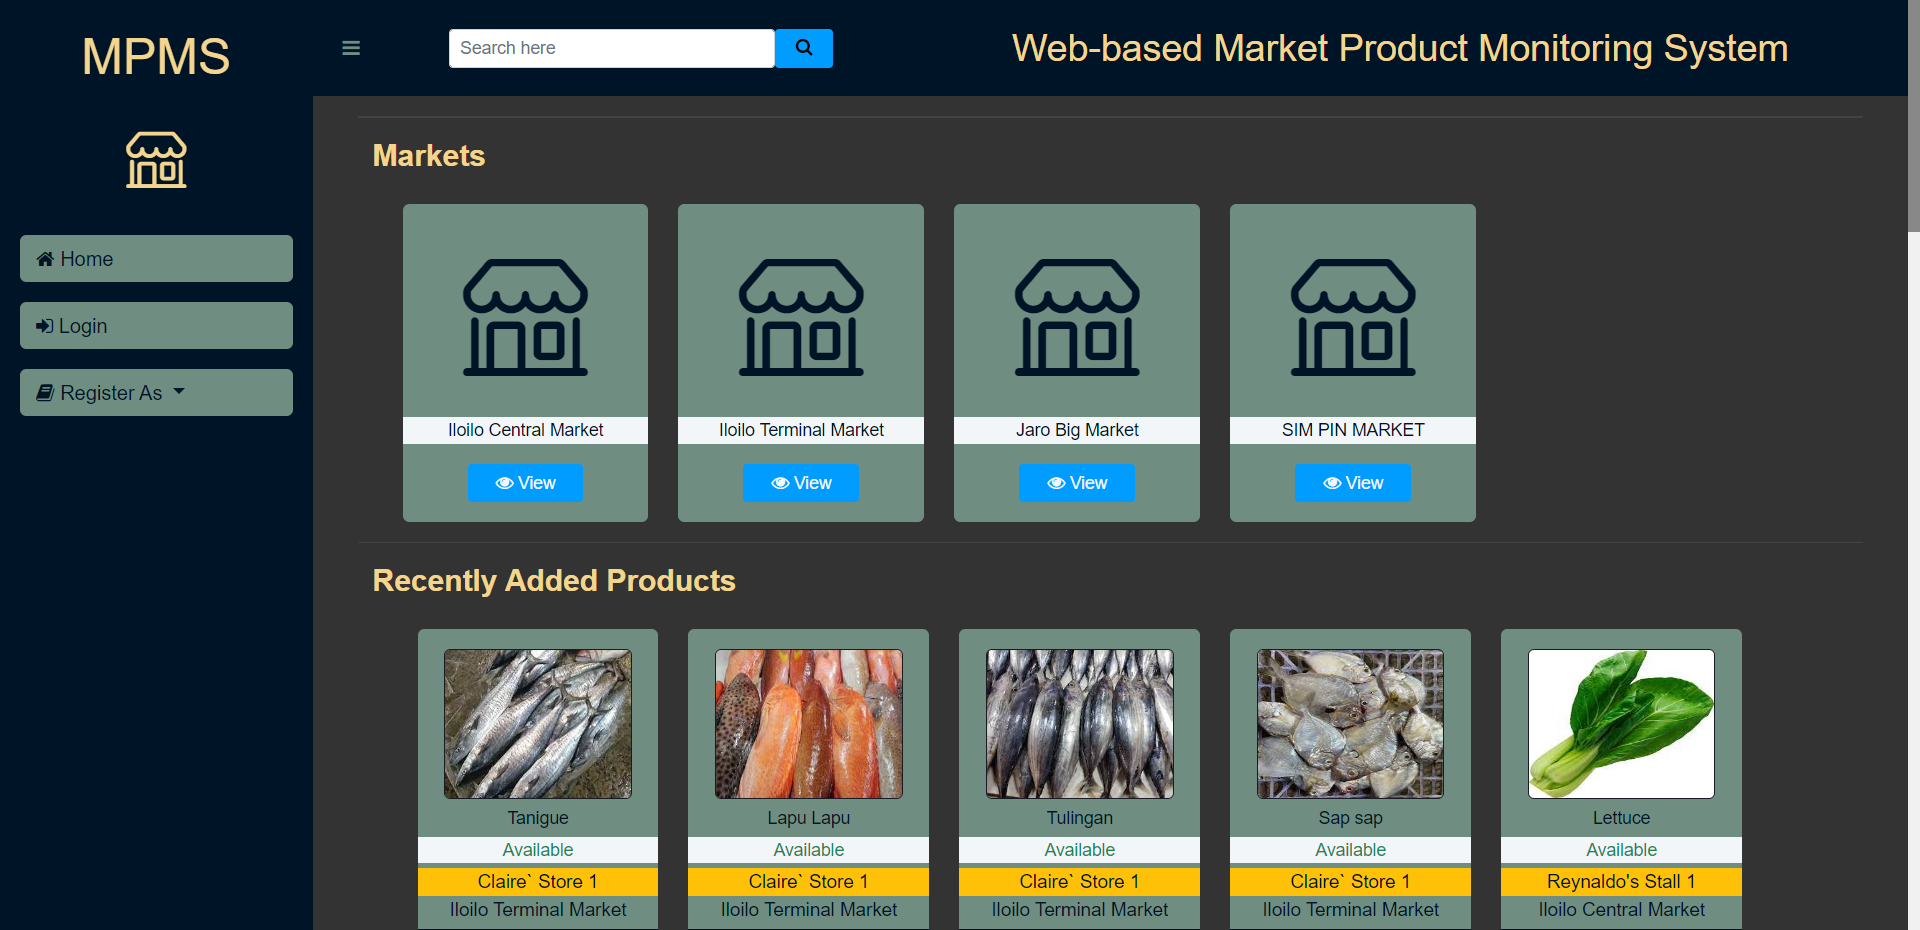 MPMS
Search here
Web-based Market Product Monitoring System
Home
Login
Register As
Markets
Iloilo Central Market
Iloilo Terminal Market
Jaro Big Market
SIM PIN MARKET
View
View
View
View
Recently Added Products
Tanigue
Lapu Lapu
Tulingan
Sap sap
Lettuce
Available
Available
Available
Available
Available
Claire` Store 1
Claire` Store 1
Claire` Store 1
Claire` Store 1
Reynaldo's Stall 1
Iloilo Terminal Market
Iloilo Terminal Market
Iloilo Terminal Market
Iloilo Terminal Market
Iloilo Central Market